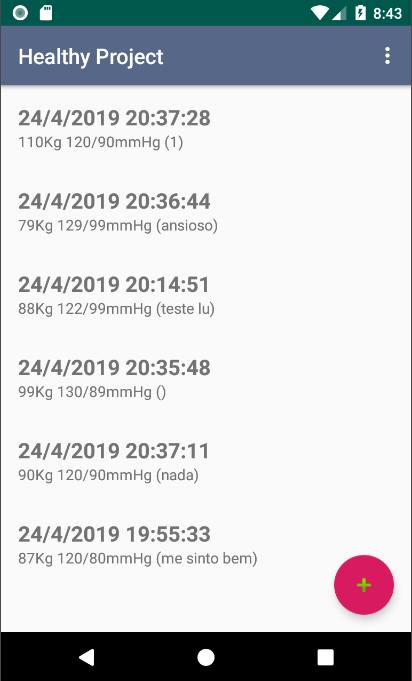 8:43
Healthy Project
24/4/2019 20:37:28
110Kg 120/90mmHg (1)
24/4/2019 20:36:44
79Kg 129/99mmHg (ansioso)
24/4/2019 20:14:51
88Kg 122/99mmHg (teste lu)
24/4/2019 20:35:48
99Kg 130/89mmHg ()
24/4/2019 20:37:11
90Kg 120/90mmHg (nada)
24/4/2019 19:55:33
87Kg 120/80mmHg (me sinto bem)
+